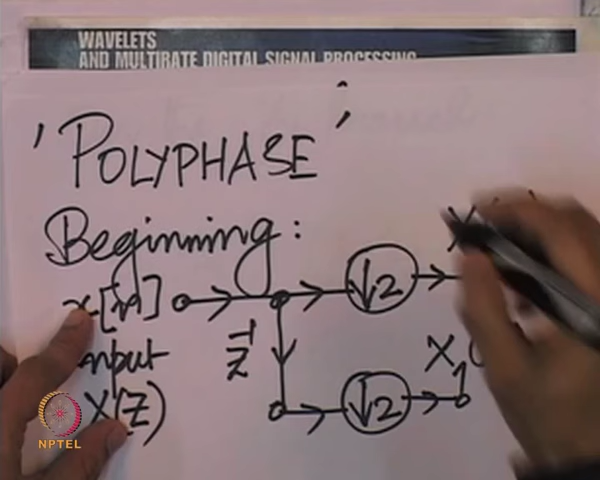 WAVELETS
AND MULTIRATE DIGITAL SIGNAL PROCESSING
'POLYPHASE'
Beginning:
x[n]
↓2
input
z⁻¹
X₁(
X(Z)
↓2
NPTEL